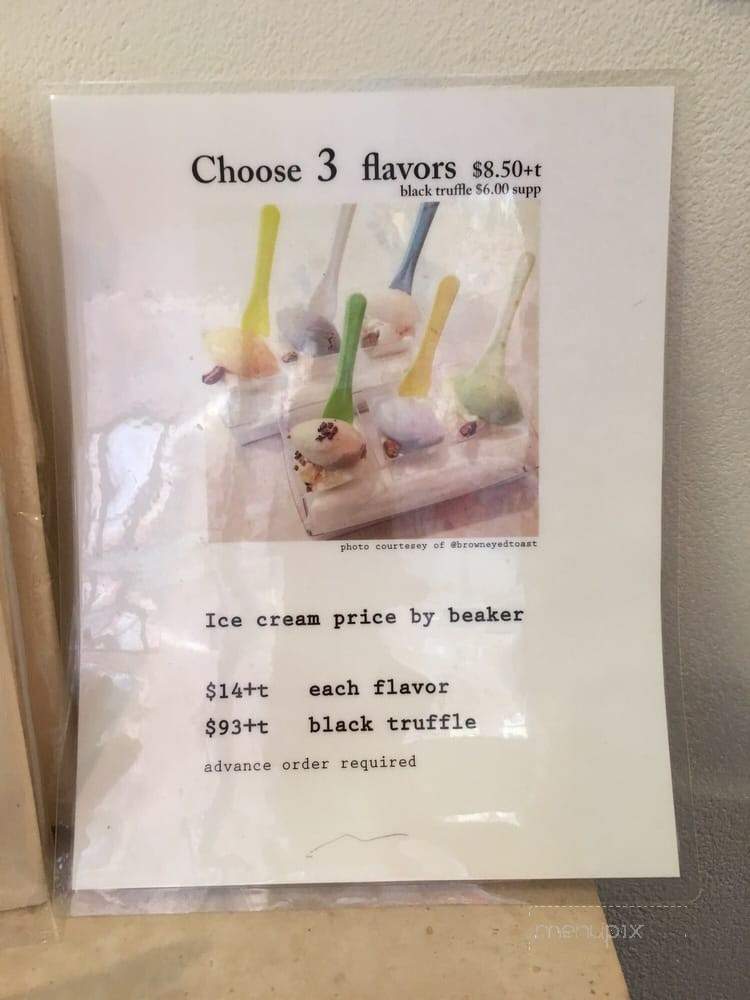 Choose 3 flavors $8.50+t
black truffle $6.00 supp
photo courtesey of @browneyedtoast
Ice cream price by beaker
$14+t each flavor
$93+t black truffle
advance order required
menupix